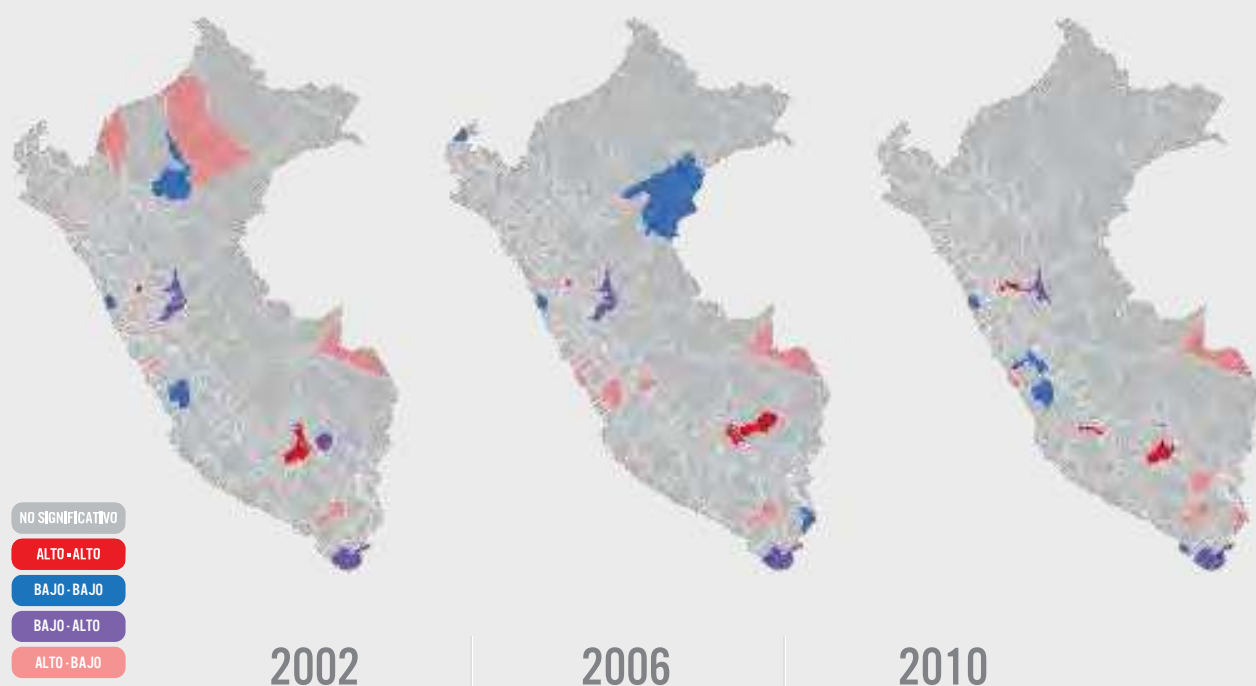 NO SIGNIFICATIVO
ALTO - ALTO
BAJO - BAJO
BAJO - ALTO
ALTO - BAJO
2002
2006
2010